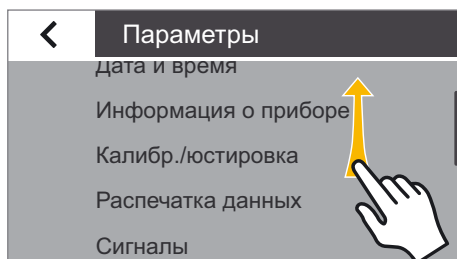 Параметры
Дата и время
Информация о приборе
Калибр./юстировка
Распечатка данных
Сигналы